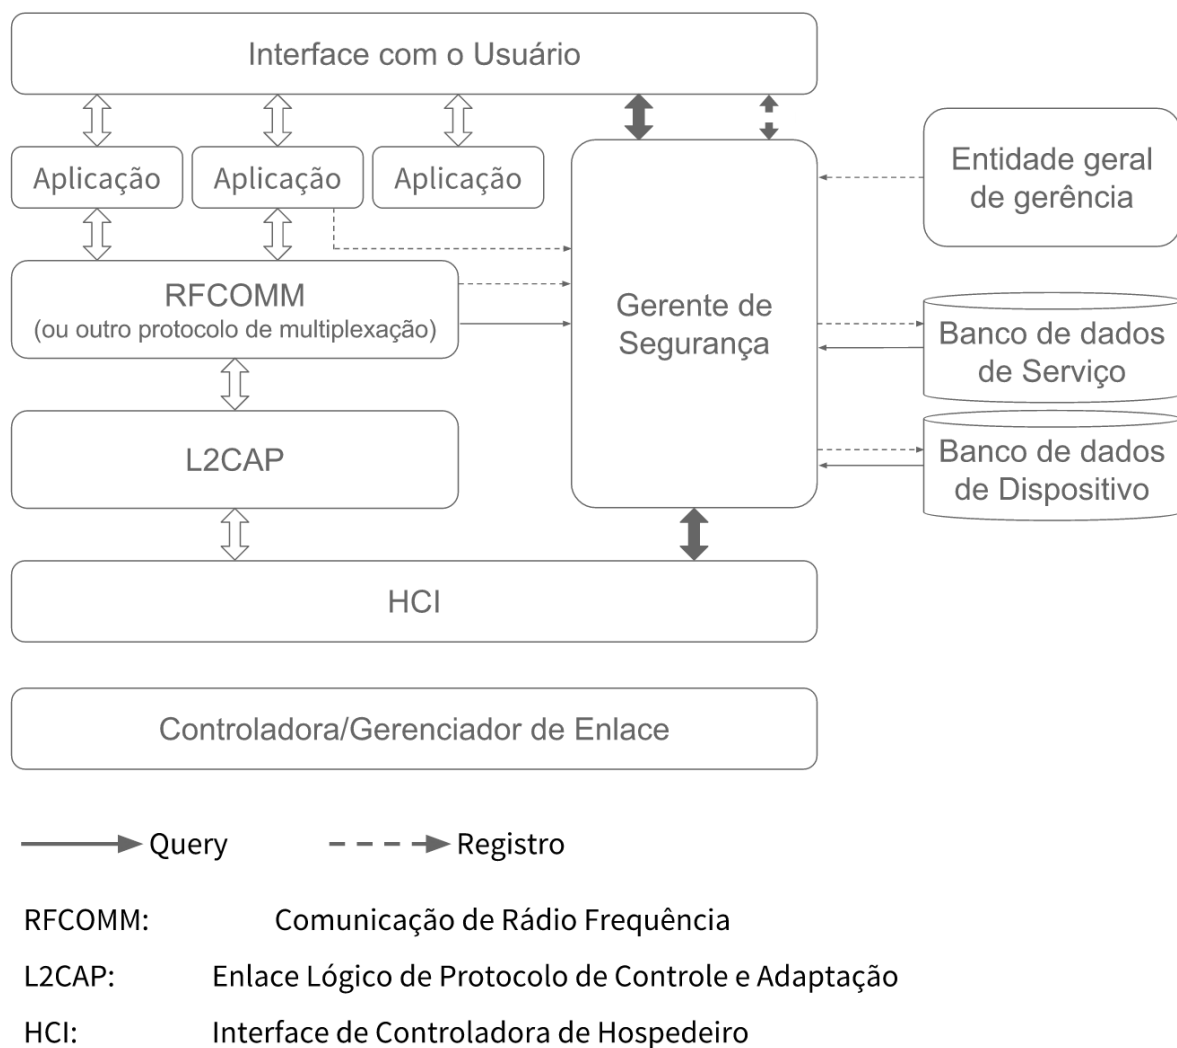 Interface com o Usuário
Aplicação
Aplicação
Aplicação
Entidade geral
de gerência
RFCOMM
(ou outro protocolo de multiplexação)
Gerente de
Segurança
Banco de dados
de Serviço
L2CAP
Banco de dados
de Dispositivo
HCI
Controladora/Gerenciador de Enlace
Query
Registro
RFCOMM: Comunicação de Rádio Frequência
L2CAP: Enlace Lógico de Protocolo de Controle e Adaptação
HCI: Interface de Controladora de Hospedeiro